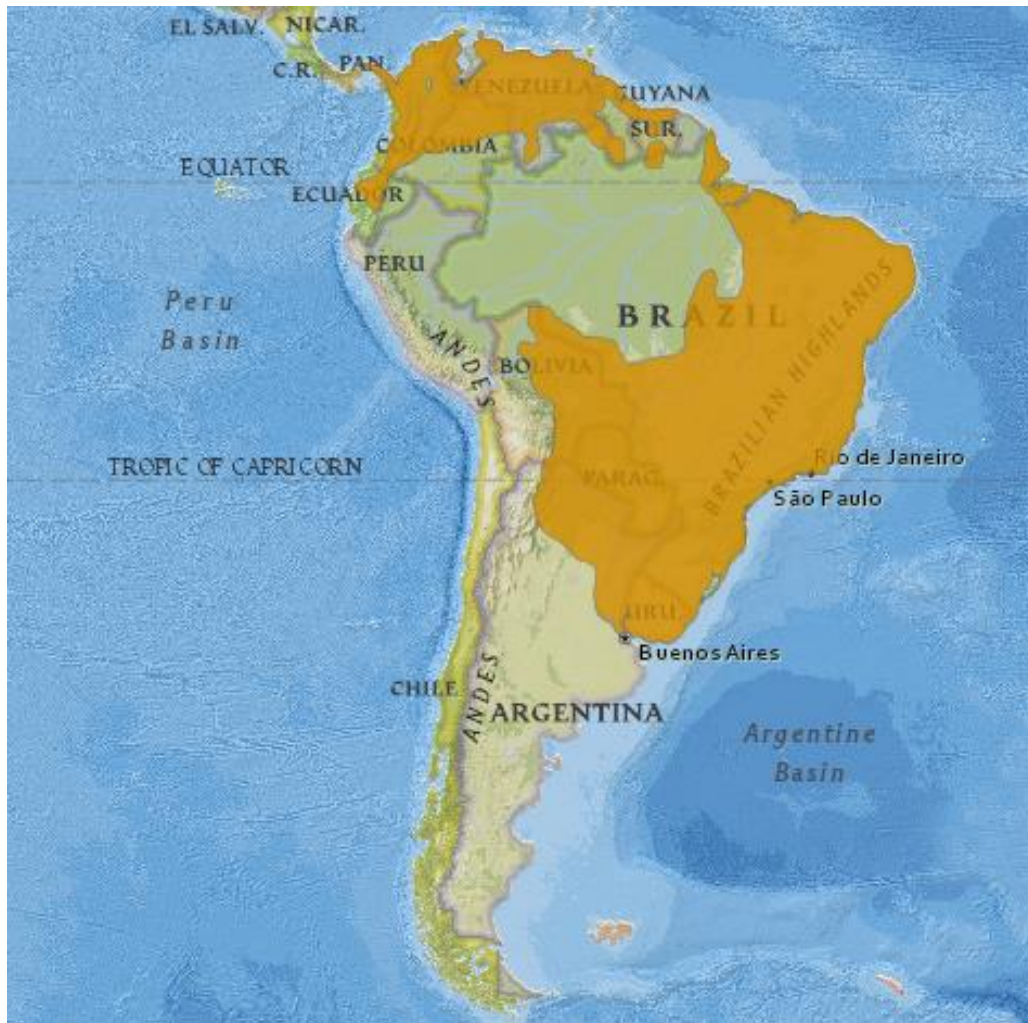 EL SALV.
NICAR.
C.R.
PAN.
VENEZUELA
GUYANA
SUR.
COLOMBIA
EQUATOR
ECUADOR
PERU
Peru
Basin
BRAZIL
ANDES
BOLIVIA
BRAZILIAN HIGHLANDS
TROPIC OF CAPRICORN
PARAG.
Rio de Janeiro
São Paulo
URU.
Buenos Aires
CHILE
ANDES
ARGENTINA
Argentine
Basin